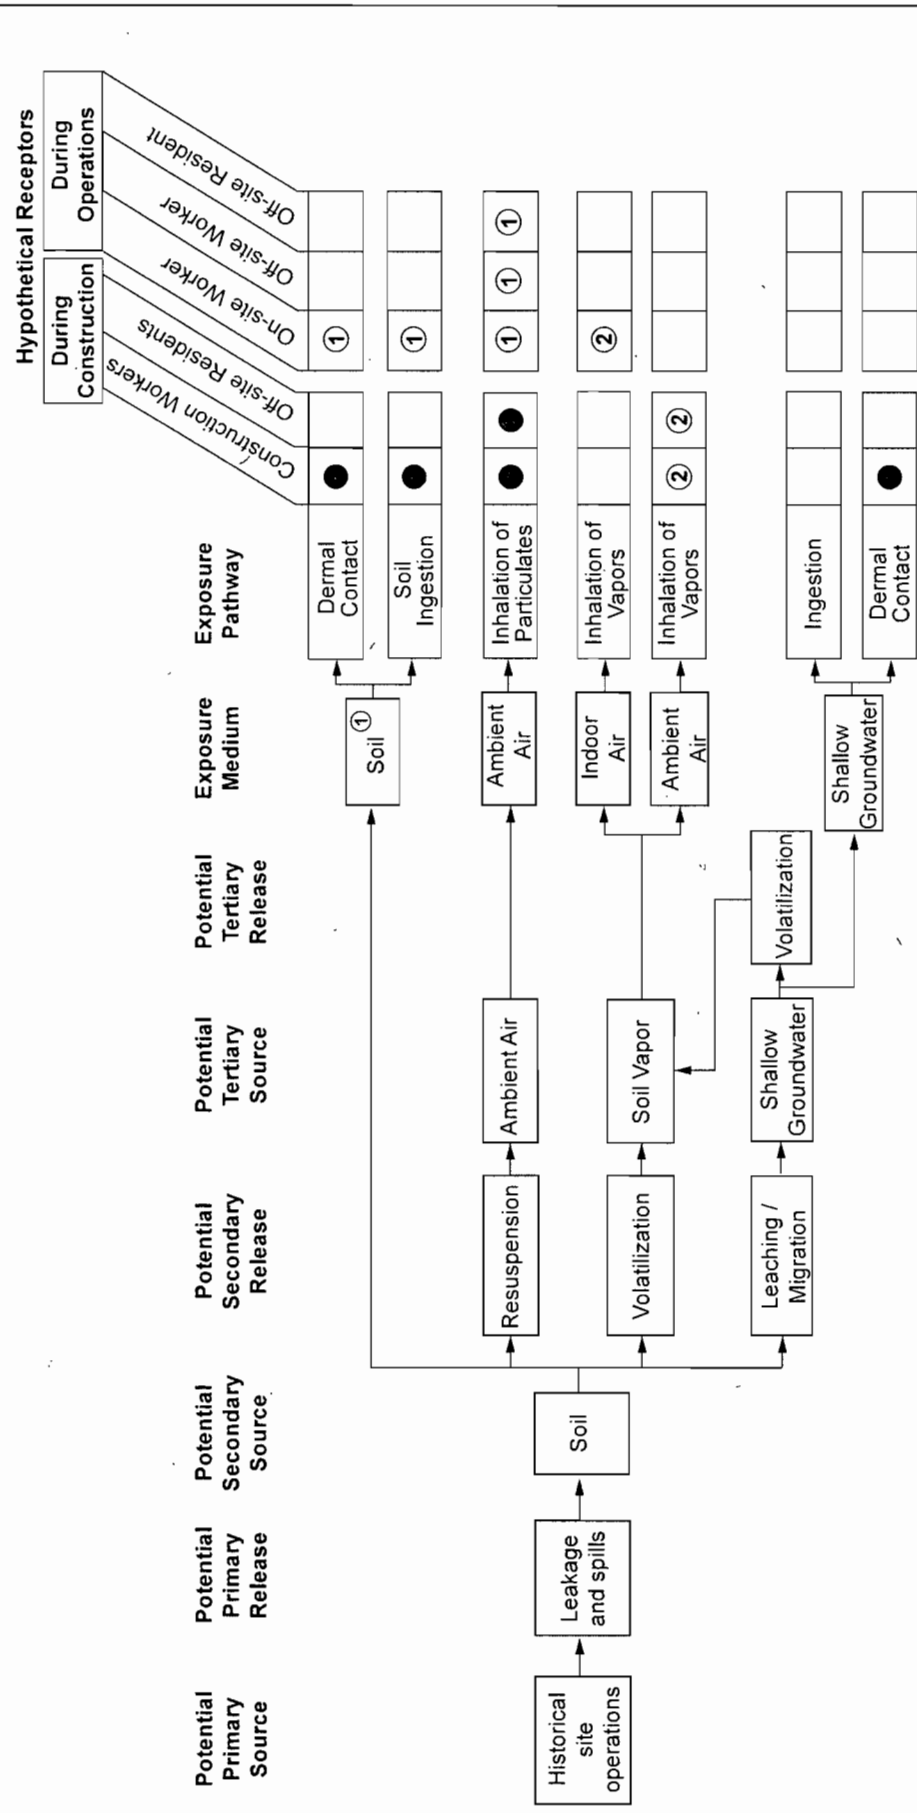 Hypothetical Receptors
During
Construction
During
Operations
Construction Workers
Off-site Residents
On-site Worker
Off-site Worker
Off-site Resident
Potential
Primary
Source
Potential
Primary
Release
Potential
Secondary
Source
Potential
Secondary
Release
Potential
Tertiary
Source
Potential
Tertiary
Release
Exposure
Medium
Exposure
Pathway
Historical
site
operations
Leakage
and spills
Soil
Resuspension
Volatilization
Leaching /
Migration
Ambient Air
Soil Vapor
Shallow
Groundwater
Volatilization
Soil ①
Ambient
Air
Indoor
Air
Ambient
Air
Shallow
Groundwater
Dermal
Contact
●
①
Soil
Ingestion
●
①
Inhalation of
Particulates
● ●
① ① ①
Inhalation of
Vapors
②
Inhalation of
Vapors
② ②
Ingestion
Dermal
Contact
●